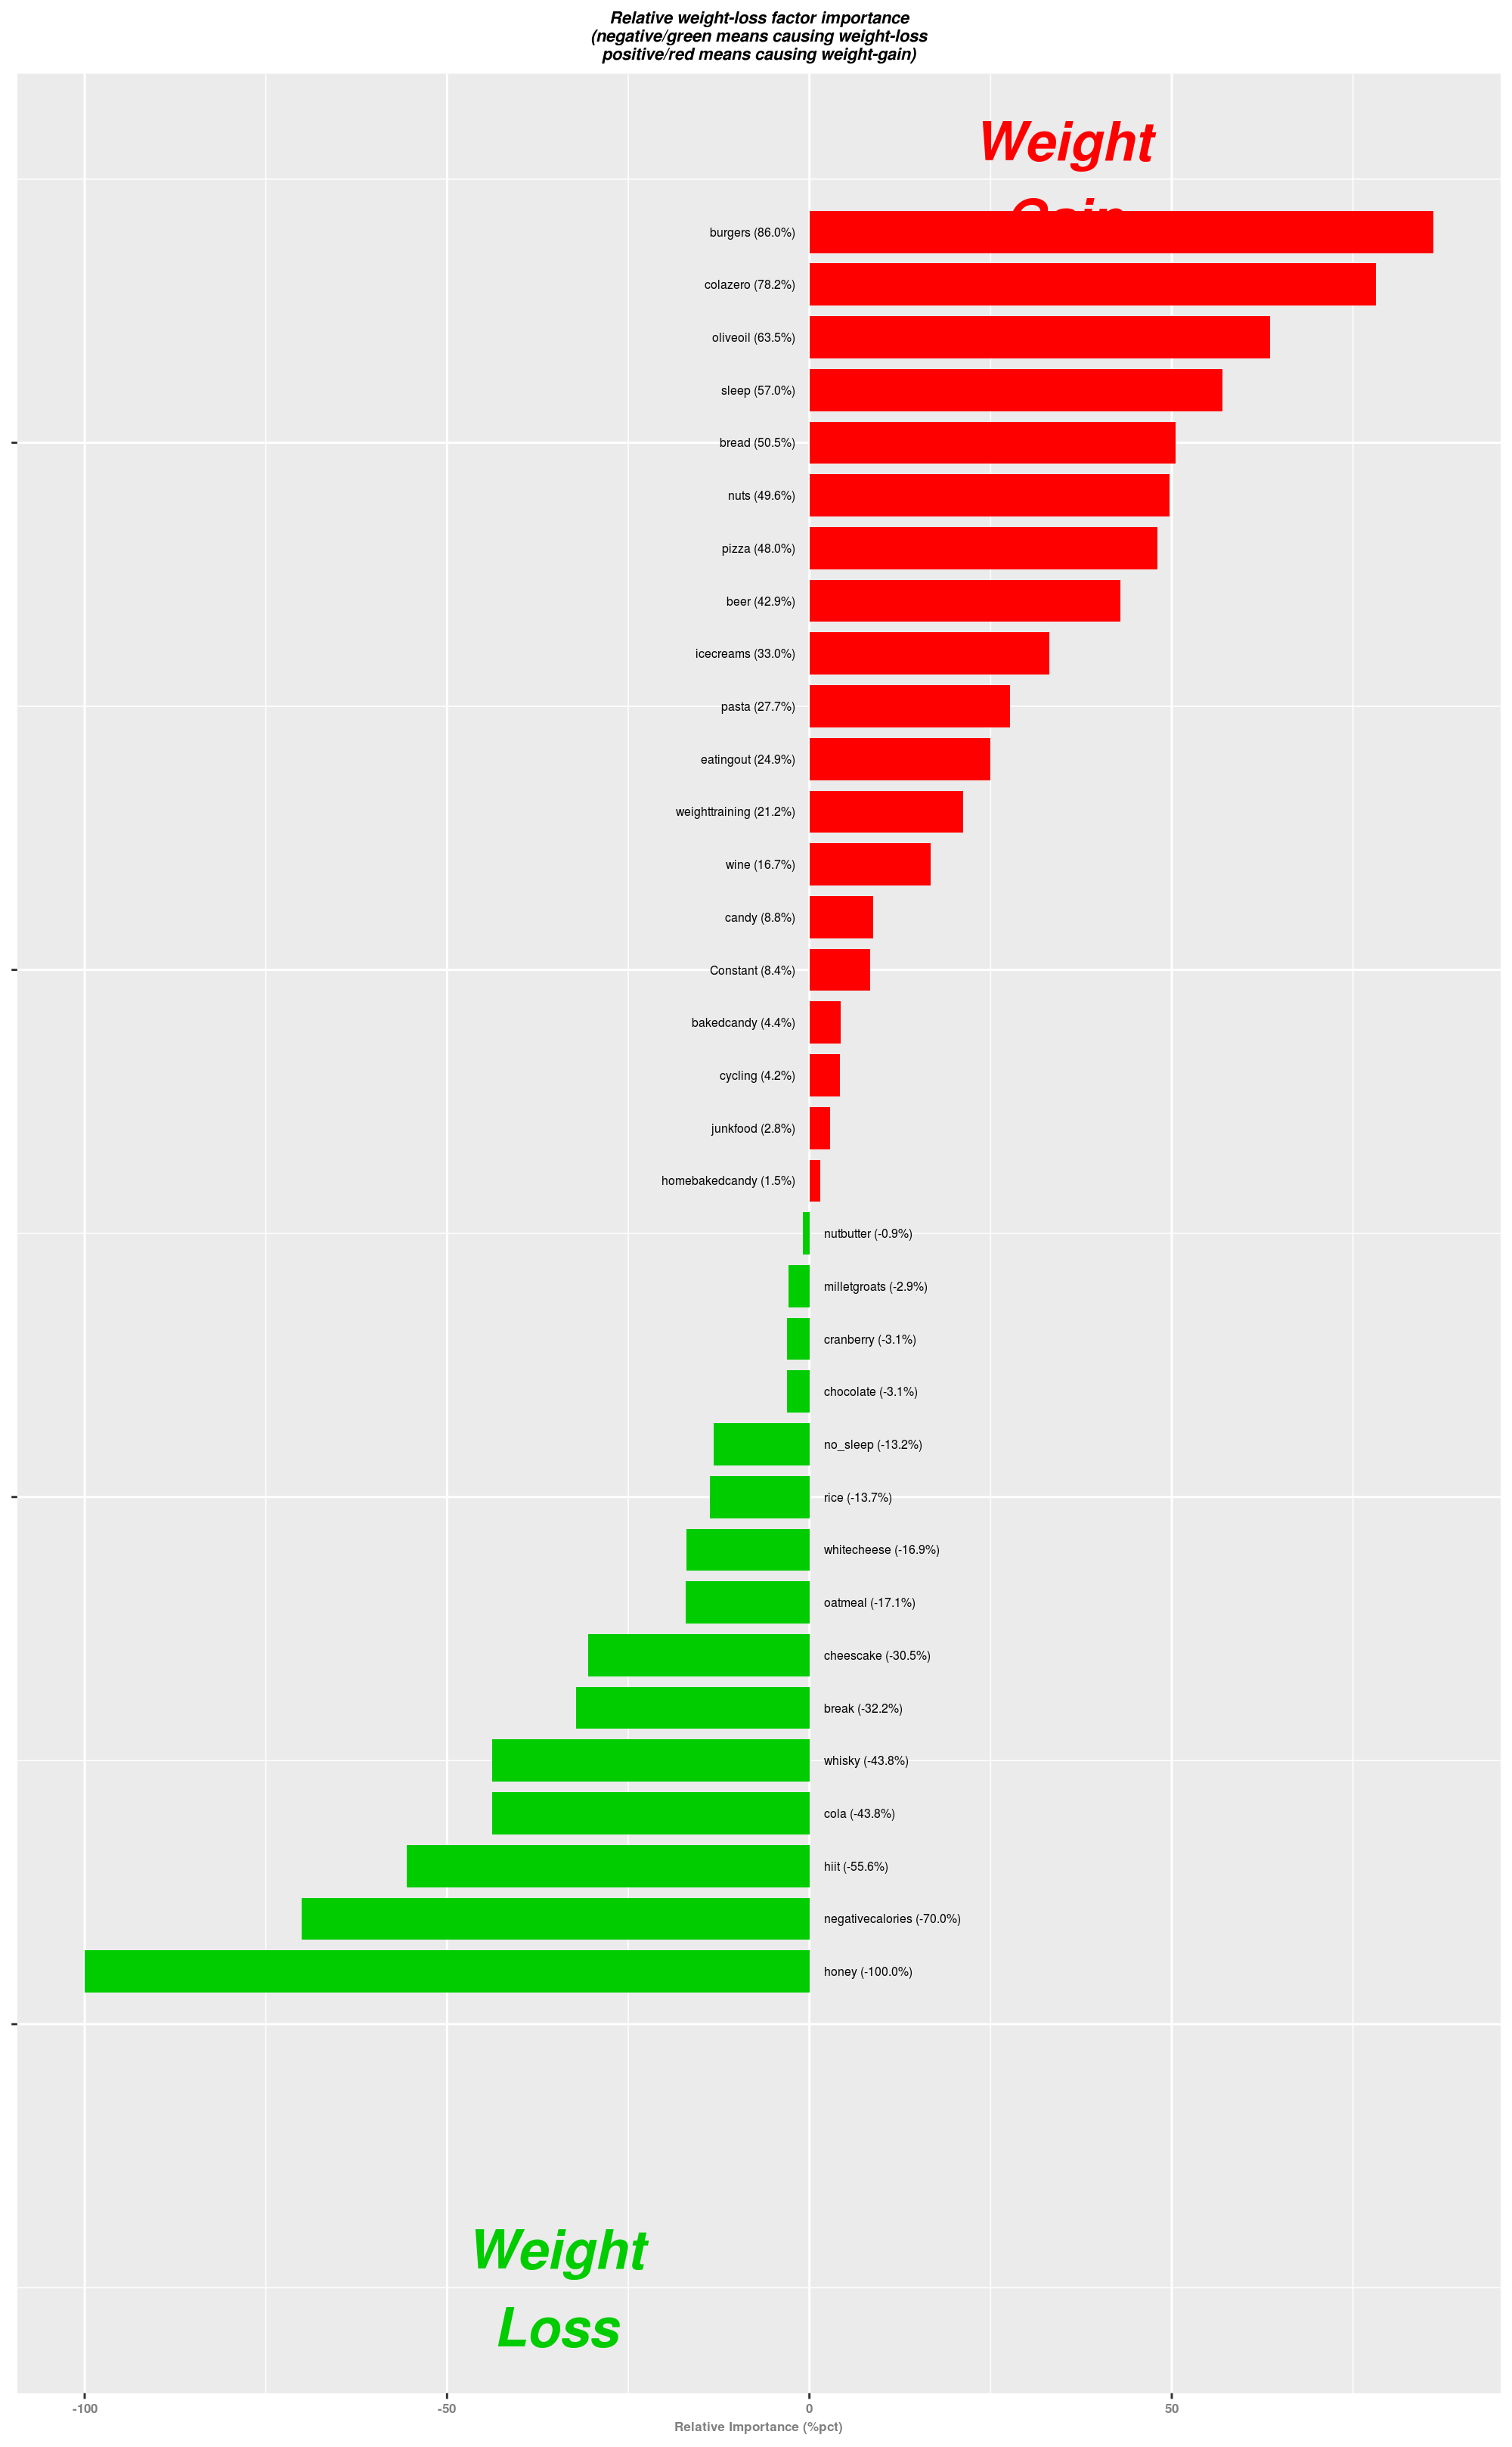 Relative weight-loss factor importance
(negative/green means causing weight-loss
positive/red means causing weight-gain)
Weight
Gain
burgers (86.0%)
colazero (78.2%)
oliveoil (63.5%)
sleep (57.0%)
bread (50.5%)
nuts (49.6%)
pizza (48.0%)
beer (42.9%)
icecreams (33.0%)
pasta (27.7%)
eatingout (24.9%)
weighttraining (21.2%)
wine (16.7%)
candy (8.8%)
Constant (8.4%)
bakedcandy (4.4%)
cycling (4.2%)
junkfood (2.8%)
homebakedcandy (1.5%)
nutbutter (-0.9%)
milletgroats (-2.9%)
cranberry (-3.1%)
chocolate (-3.1%)
no_sleep (-13.2%)
rice (-13.7%)
whitecheese (-16.9%)
oatmeal (-17.1%)
cheescake (-30.5%)
break (-32.2%)
whisky (-43.8%)
cola (-43.8%)
hiit (-55.6%)
negativecalories (-70.0%)
honey (-100.0%)
Weight
Loss
-100 -50 0 50
Relative Importance (%pct)